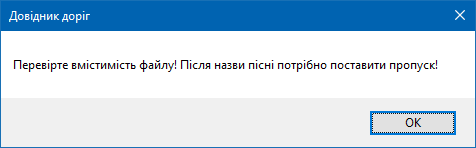 Довідник доріг
Перевірте вмістимість файлу! Після назви пісні потрібно поставити пропуск!
OK